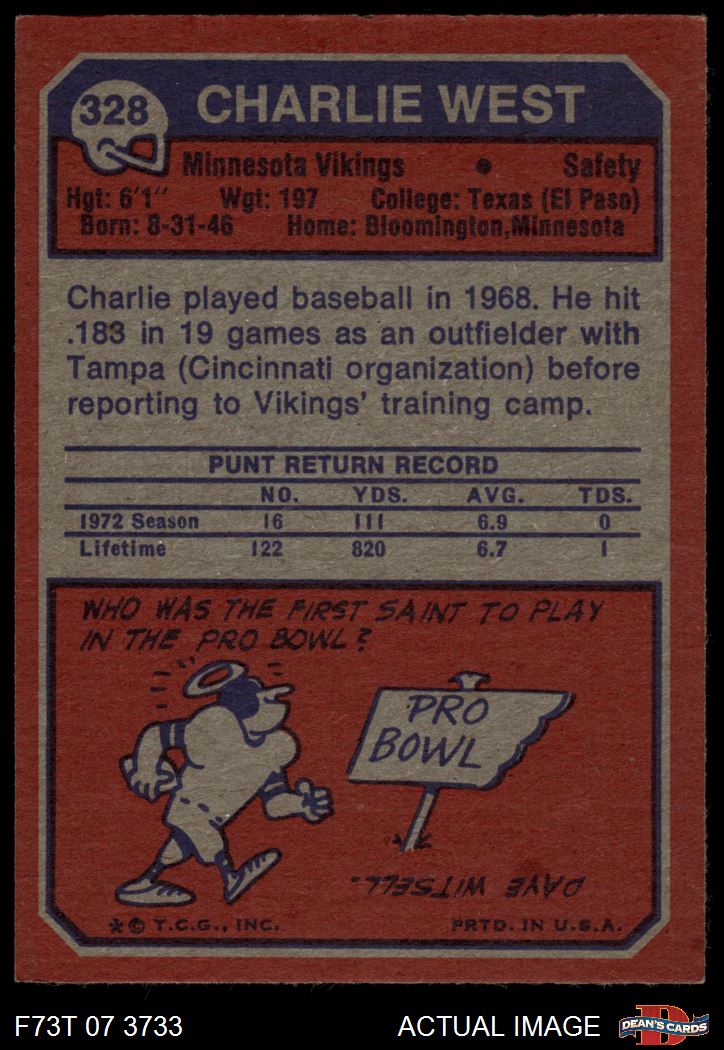 328 CHARLIE WEST
Minnesota Vikings • Safety
Hgt: 6'1" Wgt: 197 College: Texas (El Paso)
Born: 8-31-46 Home: Bloomington,Minnesota
Charlie played baseball in 1968. He hit
.183 in 19 games as an outfielder with
Tampa (Cincinnati organization) before
reporting to Vikings' training camp.
PUNT RETURN RECORD
NO. YDS. AVG. TDS.
1972 Season 16 111 6.9 0
Lifetime 122 820 6.7 1
WHO WAS THE FIRST SAINT TO PLAY
IN THE PRO BOWL?
PRO
BOWL
DAVE WITSELL.
*© T.C.G., INC. PRTD. IN U.S.A.
F73T 07 3733 ACTUAL IMAGE D
DEAN'S CARDS